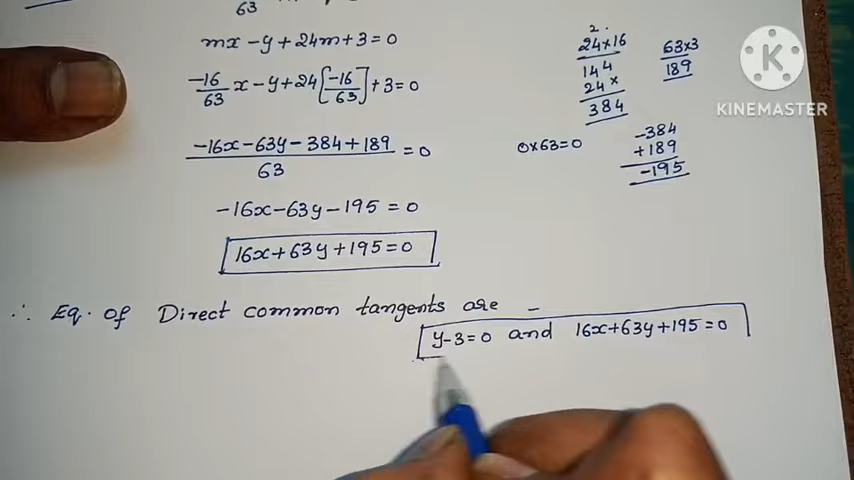 63
mx-y+24m+3=0
-16/63 x-y+24[-16/63]+3=0
-16x-63y-384+189/63 =0
-16x-63y-195=0
16x+63y+195=0
∴ Eq. of Direct common tangents are -
y-3=0 and 16x+63y+195=0
2.
24×16
144
24×
384
63×3
189
0×63=0
-384
+189
-195
K
KINEMASTER